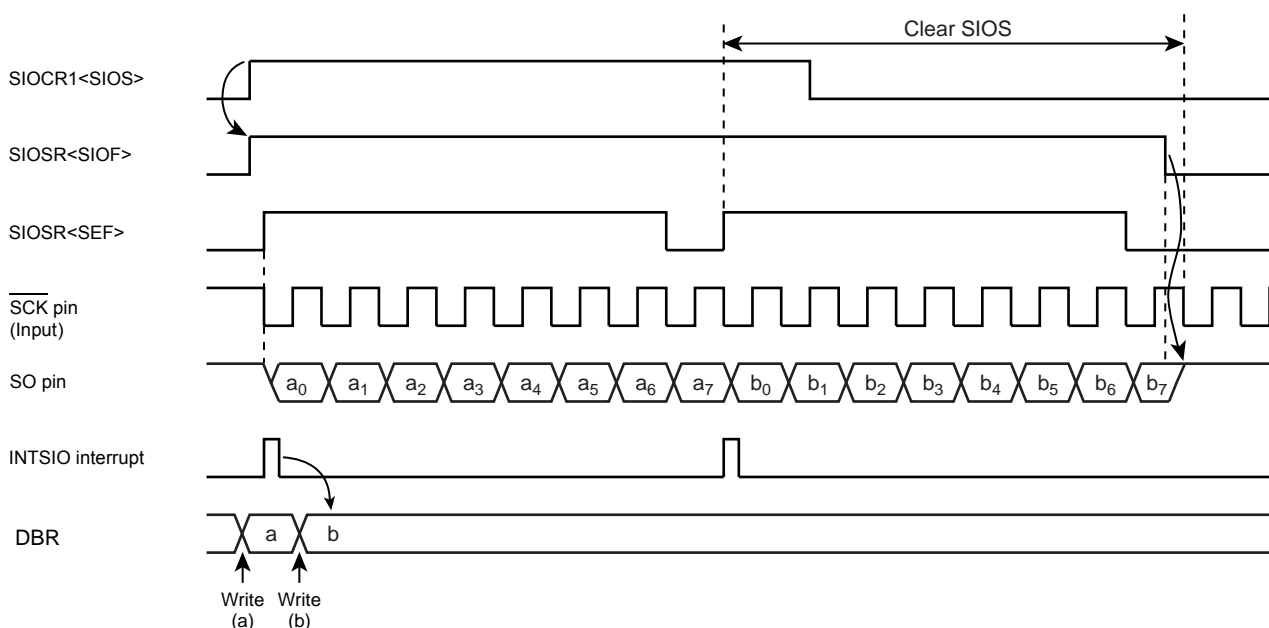 Clear SIOS
SIOCR1<SIOS>
SIOSR<SIOF>
SIOSR<SEF>
SCK pin
(Input)
SO pin
a0 a1 a2 a3 a4 a5 a6 a7 b0 b1 b2 b3 b4 b5 b6 b7
INTSIO interrupt
DBR
a b
Write
(a)
Write
(b)